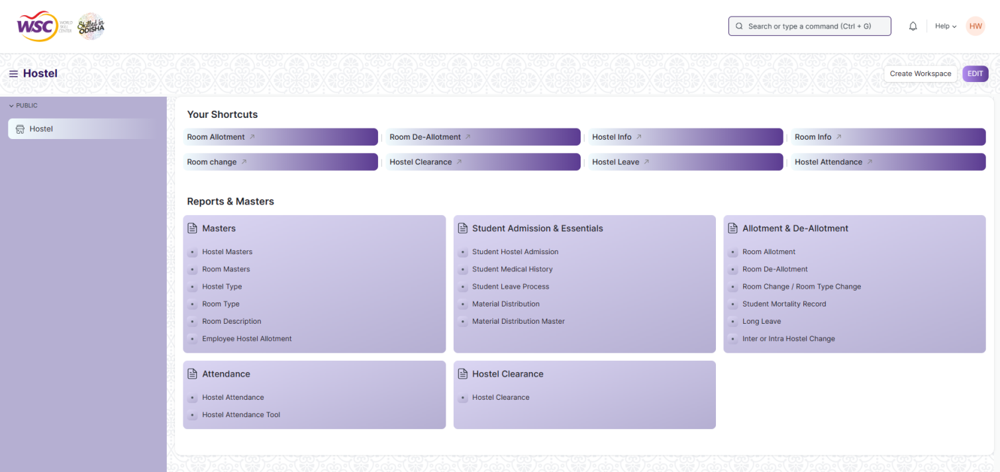 WSC WORLD SKILL CENTER
Skilled in ODISHA
Search or type a command (Ctrl + G)
Help
HW
Hostel
Create Workspace
EDIT
PUBLIC
Hostel
Your Shortcuts
Room Allotment
Room De-Allotment
Hostel Info
Room Info
Room change
Hostel Clearance
Hostel Leave
Hostel Attendance
Reports & Masters
Masters
Hostel Masters
Room Masters
Hostel Type
Room Type
Room Description
Employee Hostel Allotment
Student Admission & Essentials
Student Hostel Admission
Student Medical History
Student Leave Process
Material Distribution
Material Distribution Master
Allotment & De-Allotment
Room Allotment
Room De-Allotment
Room Change / Room Type Change
Student Mortality Record
Long Leave
Inter or Intra Hostel Change
Attendance
Hostel Attendance
Hostel Attendance Tool
Hostel Clearance
Hostel Clearance